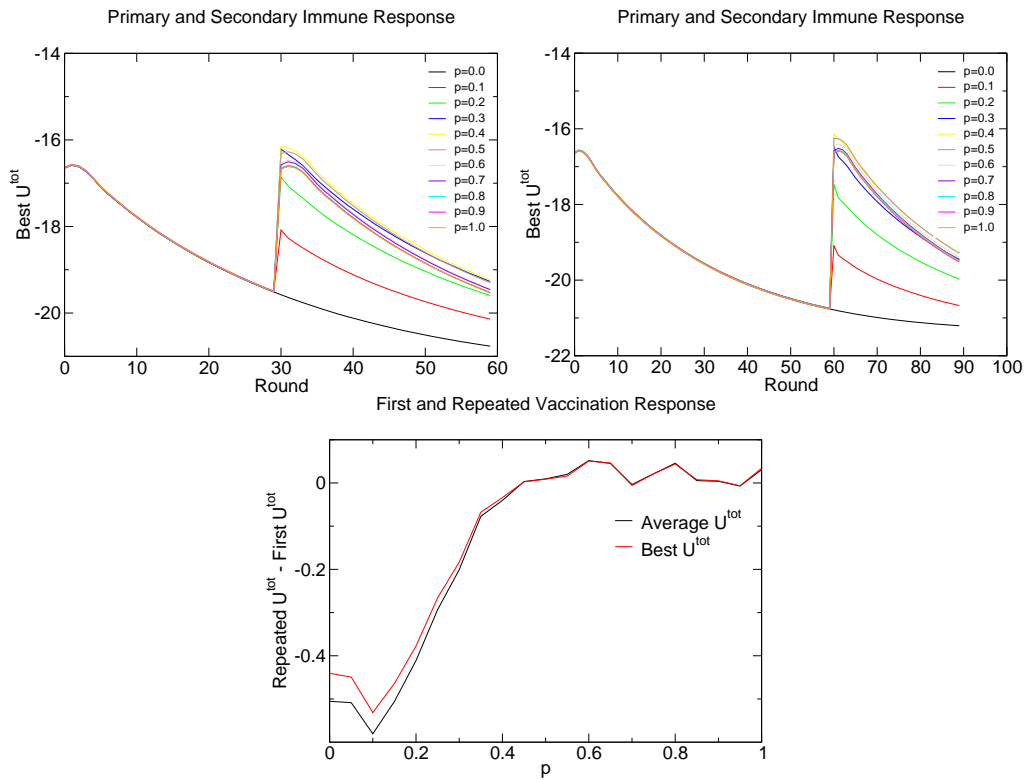 Primary and Secondary Immune Response
-14
-16
-18
-20
Best U^tot
p=0.0
p=0.1
p=0.2
p=0.3
p=0.4
p=0.5
p=0.6
p=0.7
p=0.8
p=0.9
p=1.0
0 10 20 30 40 50 60
Round
Primary and Secondary Immune Response
-14
-16
-18
-20
-22
Best U^tot
p=0.0
p=0.1
p=0.2
p=0.3
p=0.4
p=0.5
p=0.6
p=0.7
p=0.8
p=0.9
p=1.0
0 10 20 30 40 50 60 70 80 90 100
Round
First and Repeated Vaccination Response
0
-0.2
-0.4
Repeated U^tot - First U^tot
Average U^tot
Best U^tot
0 0.2 0.4 0.6 0.8 1
p